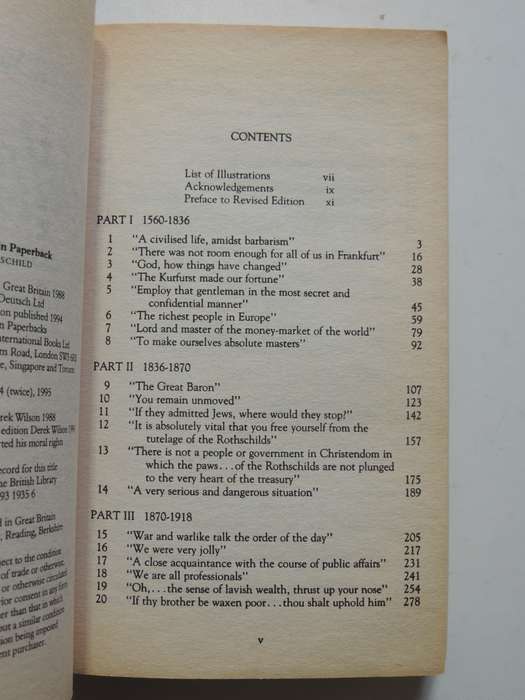 n Paperback
SCHILD
Great Britain 1988
Deutsch Ltd
on published 1994
n Paperbacks
ternational Books Ltd
m Road, London SW3 6RB
e, Singapore and Toronto
4 (twice), 1995
rek Wilson 1988
edition Derek Wilson
rted his moral rights
record for this title
he British Library
93 1935 6
d in Great Britain
, Reading, Berkshire
ject to the condition
of trade or otherwise,
or otherwise circulated
rior consent in any form
her than that in which
out a similar condition
tion being imposed
ent purchaser.
CONTENTS
List of Illustrations vii
Acknowledgements ix
Preface to Revised Edition xi
PART I 1560-1836
1 "A civilised life, amidst barbarism" 3
2 "There was not room enough for all of us in Frankfurt" 16
3 "God, how things have changed" 28
4 "The Kurfurst made our fortune" 38
5 "Employ that gentleman in the most secret and
confidential manner" 45
6 "The richest people in Europe" 59
7 "Lord and master of the money-market of the world" 79
8 "To make ourselves absolute masters" 92
PART II 1836-1870
9 "The Great Baron" 107
10 "You remain unmoved" 123
11 "If they admitted Jews, where would they stop?" 142
12 "It is absolutely vital that you free yourself from the
tutelage of the Rothschilds" 157
13 "There is not a people or government in Christendom in
which the paws...of the Rothschilds are not plunged
to the very heart of the treasury" 175
14 "A very serious and dangerous situation" 189
PART III 1870-1918
15 "War and warlike talk the order of the day" 205
16 "We were very jolly" 217
17 "A close acquaintance with the course of public affairs" 231
18 "We are all professionals" 241
19 "Oh,...the sense of lavish wealth, thrust up your nose" 254
20 "If thy brother be waxen poor...thou shalt uphold him" 278
v